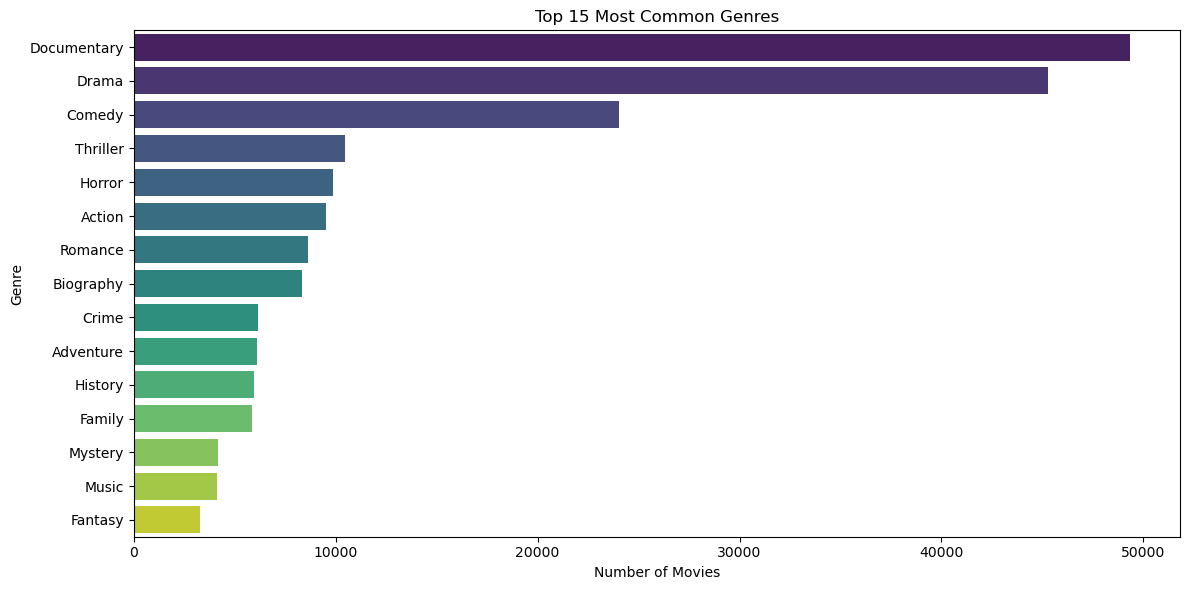 Top 15 Most Common Genres
Genre
Documentary
Drama
Comedy
Thriller
Horror
Action
Romance
Biography
Crime
Adventure
History
Family
Mystery
Music
Fantasy
0 10000 20000 30000 40000 50000
Number of Movies